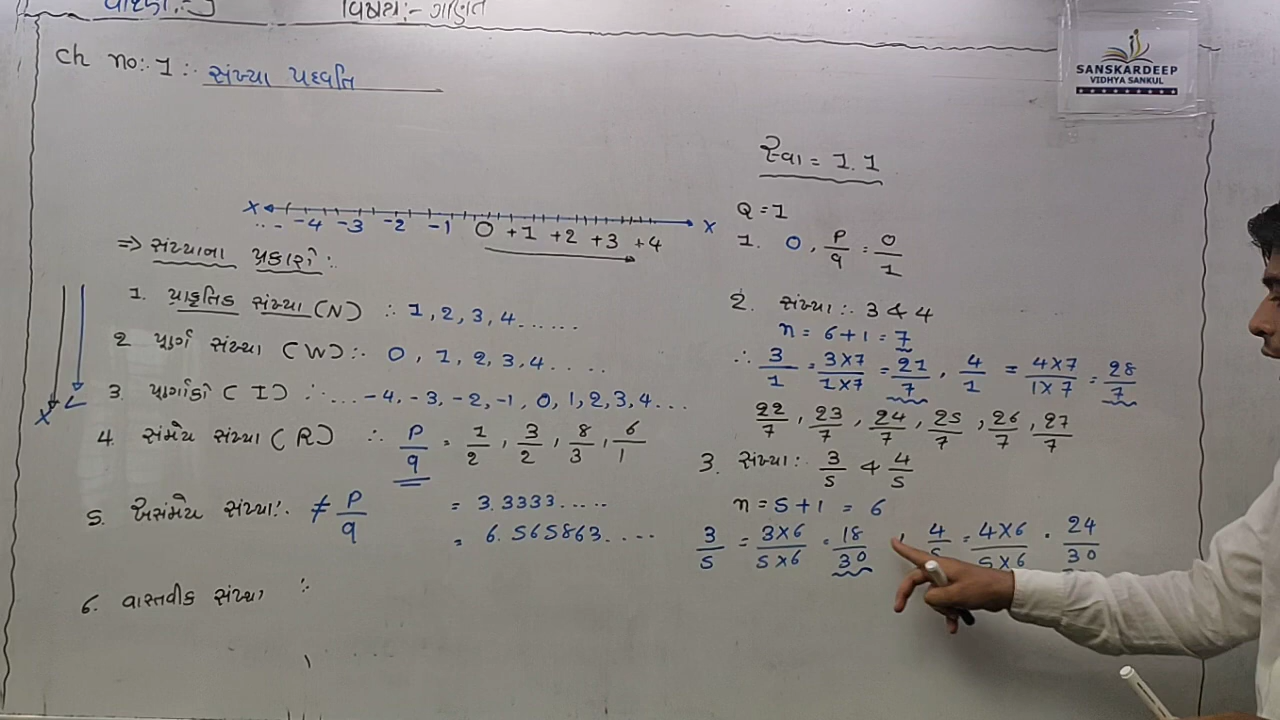 વિષય:- ગણિત
SANSKARDEEP
VIDHYA SANKUL
Ch no:- 1 :- સંખ્યા પદ્ધતિ
X ... -4 -3 -2 -1 0 +1 +2 +3 +4 X
⇒ સંખ્યાના પ્રકારો :.
1. પ્રાકૃતિક સંખ્યા (N) : 1, 2, 3, 4......
2 પૂર્ણ સંખ્યા (W) :. 0, 1, 2, 3, 4.....
3. પૂર્ણાંકો (I) :. ...-4, -3, -2, -1, 0, 1, 2, 3, 4...
X
4. સંમેય સંખ્યા (R) :. p/q = 1/2, 3/2, 8/3, 6/1
5. અસંમેય સંખ્યા:. ≠ p/q = 3.3333.....
= 6.565863....
6. વાસ્તવીક સંખ્યા :
સ્વા = 1.1
Q = 1
1. 0, p/q = 0/1
2. સંખ્યા :. 3 & 4
n = 6+1 = 7
∴ 3/1 = 3×7/1×7 = 21/7, 4/1 = 4×7/1×7 = 28/7
22/7, 23/7, 24/7, 25/7, 26/7, 27/7
3. સંખ્યા: 3/5 & 4/5
n = 5+1 = 6
3/5 = 3×6/5×6 = 18/30, 4/5 = 4×6/5×6 = 24/30